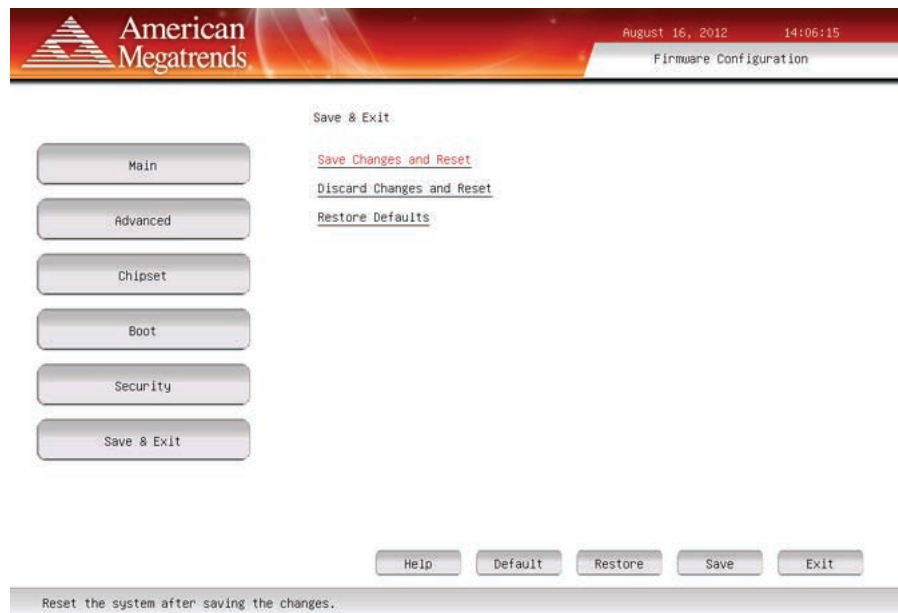 American
Megatrends
August 16, 2012 14:06:15
Firmware Configuration
Save & Exit
Main
Advanced
Chipset
Boot
Security
Save & Exit
Save Changes and Reset
Discard Changes and Reset
Restore Defaults
Help Default Restore Save Exit
Reset the system after saving the changes.